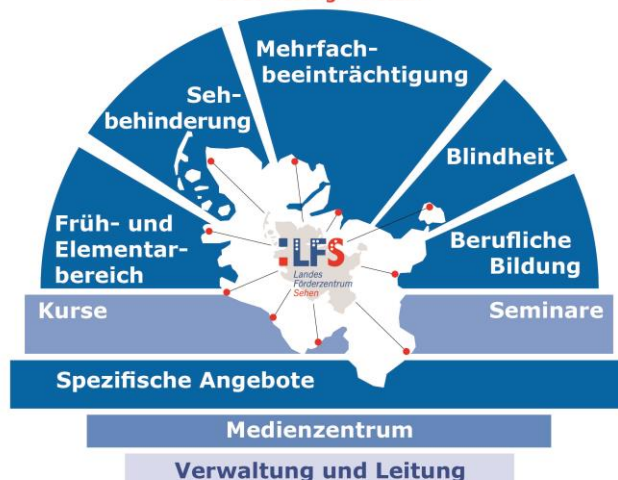 Mehrfach-
beeinträchtigung
Seh-
behinderung
Blindheit
Früh- und
Elementar-
bereich
Berufliche
Bildung
LFS
Landes
Förderzentrum
Sehen
Kurse
Seminare
Spezifische Angebote
Medienzentrum
Verwaltung und Leitung